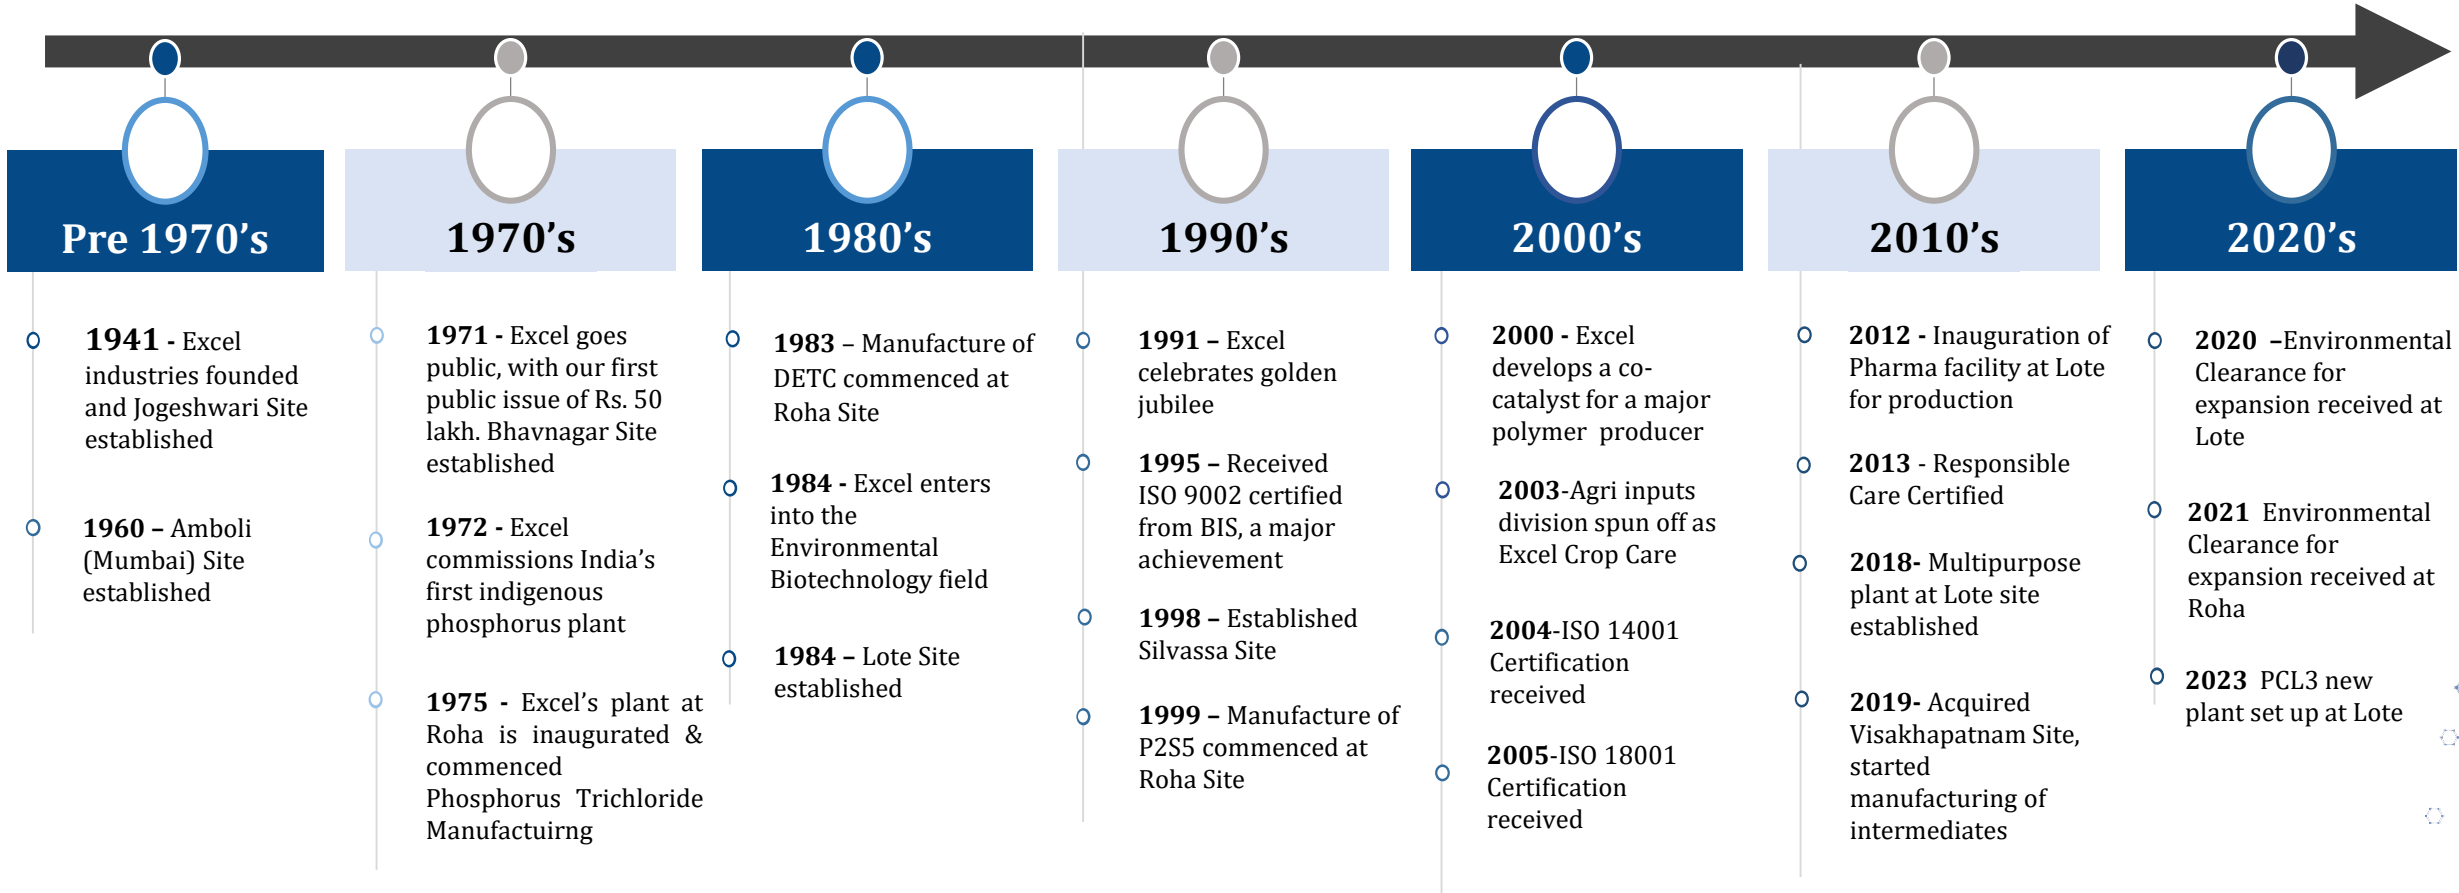 Pre 1970’s
1941 - Excel
industries founded
and Jogeshwari Site
established
1960 – Amboli
(Mumbai) Site
established
1970’s
1971 - Excel goes
public, with our first
public issue of Rs. 50
lakh. Bhavnagar Site
established
1972 - Excel
commissions India’s
first indigenous
phosphorus plant
1975 - Excel’s plant at
Roha is inaugurated &
commenced
Phosphorus Trichloride
Manufactuirng
1980’s
1983 – Manufacture of
DETC commenced at
Roha Site
1984 - Excel enters
into the
Environmental
Biotechnology field
1984 – Lote Site
established
1990’s
1991 – Excel
celebrates golden
jubilee
1995 – Received
ISO 9002 certified
from BIS, a major
achievement
1998 – Established
Silvassa Site
1999 – Manufacture of
P2S5 commenced at
Roha Site
2000’s
2000 - Excel
develops a co-
catalyst for a major
polymer producer
2003-Agri inputs
division spun off as
Excel Crop Care
2004-ISO 14001
Certification
received
2005-ISO 18001
Certification
received
2010’s
2012 - Inauguration of
Pharma facility at Lote
for production
2013 - Responsible
Care Certified
2018- Multipurpose
plant at Lote site
established
2019- Acquired
Visakhapatnam Site,
started
manufacturing of
intermediates
2020’s
2020 –Environmental
Clearance for
expansion received at
Lote
2021 Environmental
Clearance for
expansion received at
Roha
2023 PCL3 new
plant set up at Lote